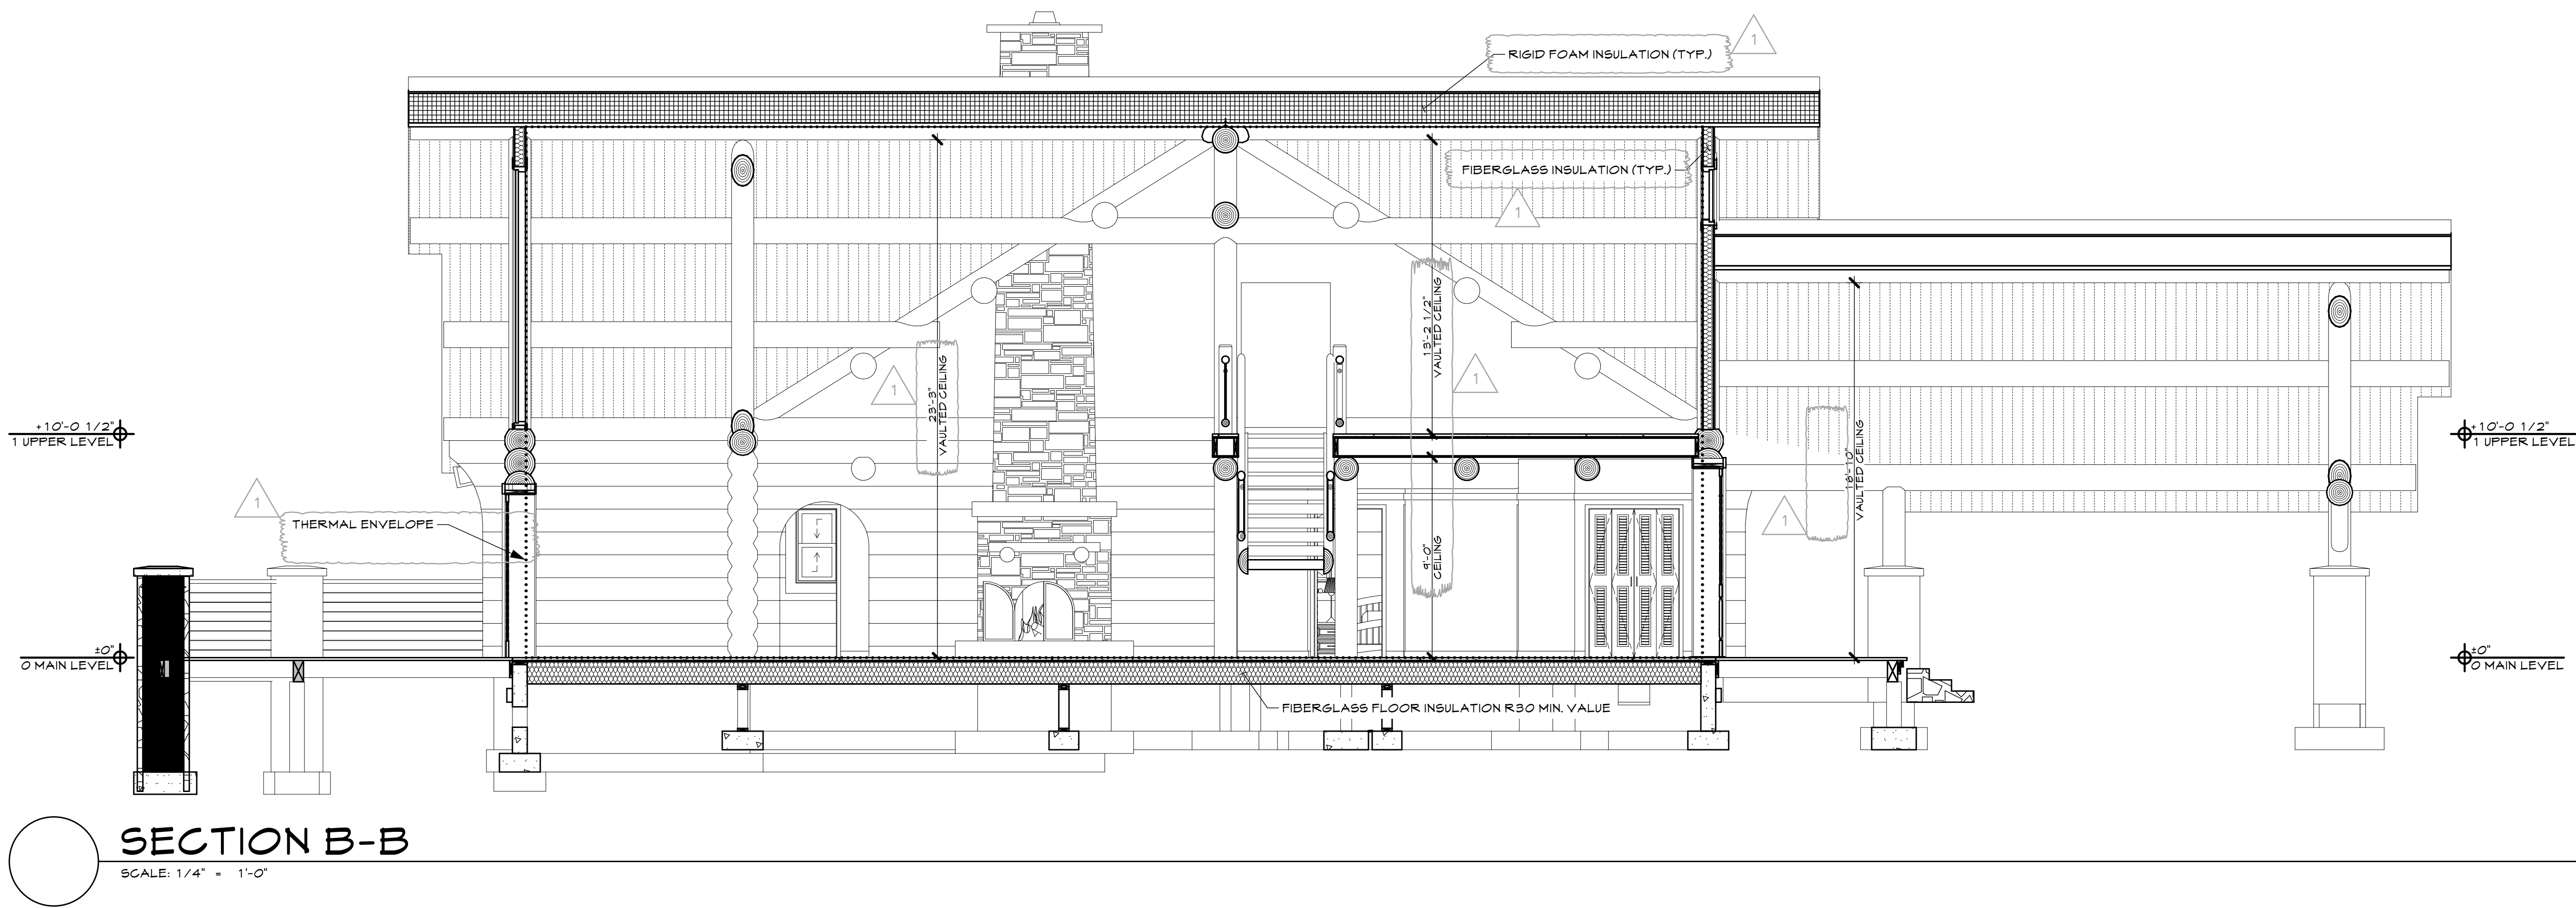 1
RIGID FOAM INSULATION (TYP.)
FIBERGLASS INSULATION (TYP.)
1
13'-2 1/2"
VAULTED CEILING
1
23'-3"
VAULTED CEILING
1
+10'-0 1/2"
1 UPPER LEVEL
+10'-0 1/2"
1 UPPER LEVEL
16'-10"
VAULTED CEILING
1
1
THERMAL ENVELOPE
9'-0"
CEILING
±0"
0 MAIN LEVEL
±0"
0 MAIN LEVEL
FIBERGLASS FLOOR INSULATION R30 MIN. VALUE
SECTION B-B
SCALE: 1/4" = 1'-0"